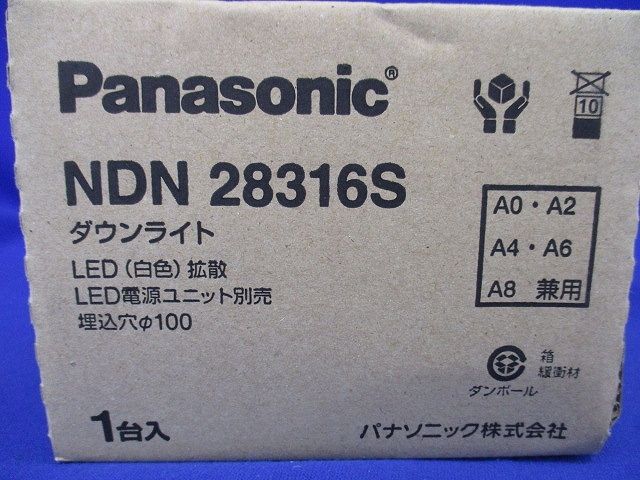 Panasonic®
10
NDN 28316S
ダウンライト
LED（白色）拡散
LED電源ユニット別売
埋込穴φ100
A0・A2
A4・A6
A8 兼用
箱
緩衝材
ダンボール
1台入
パナソニック株式会社